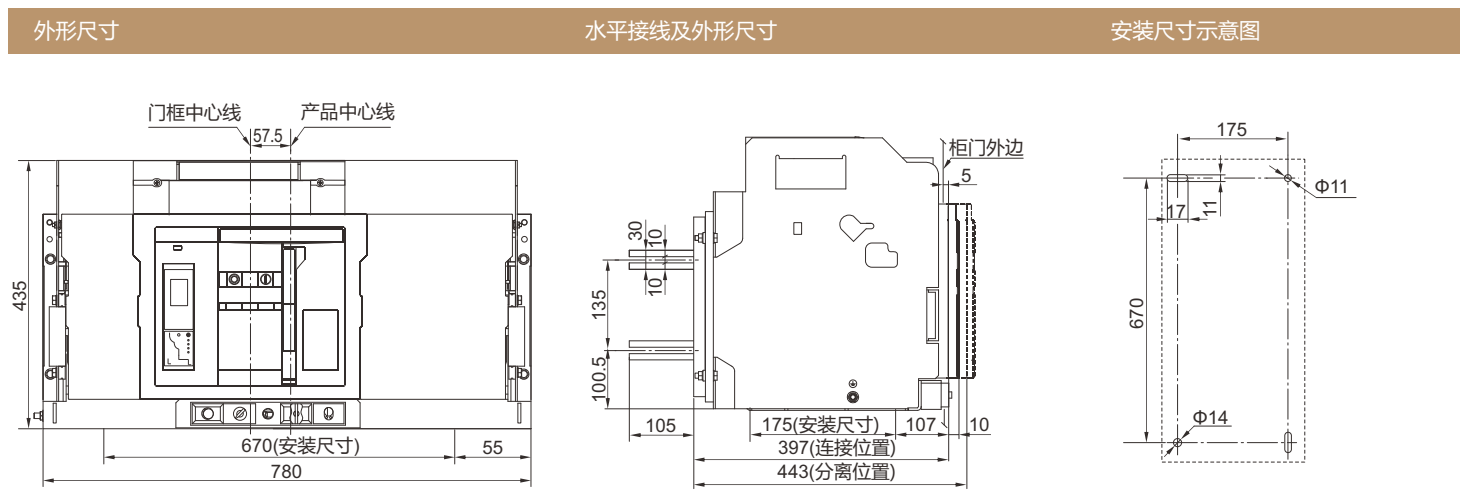 外形尺寸
水平接线及外形尺寸
安装尺寸示意图
门框中心线
产品中心线
57.5
435
670(安装尺寸)
55
780
柜门外边
5
30
10
10
135
100.5
105
175(安装尺寸)
107
10
397(连接位置)
443(分离位置)
175
Φ11
17
11
670
Φ14